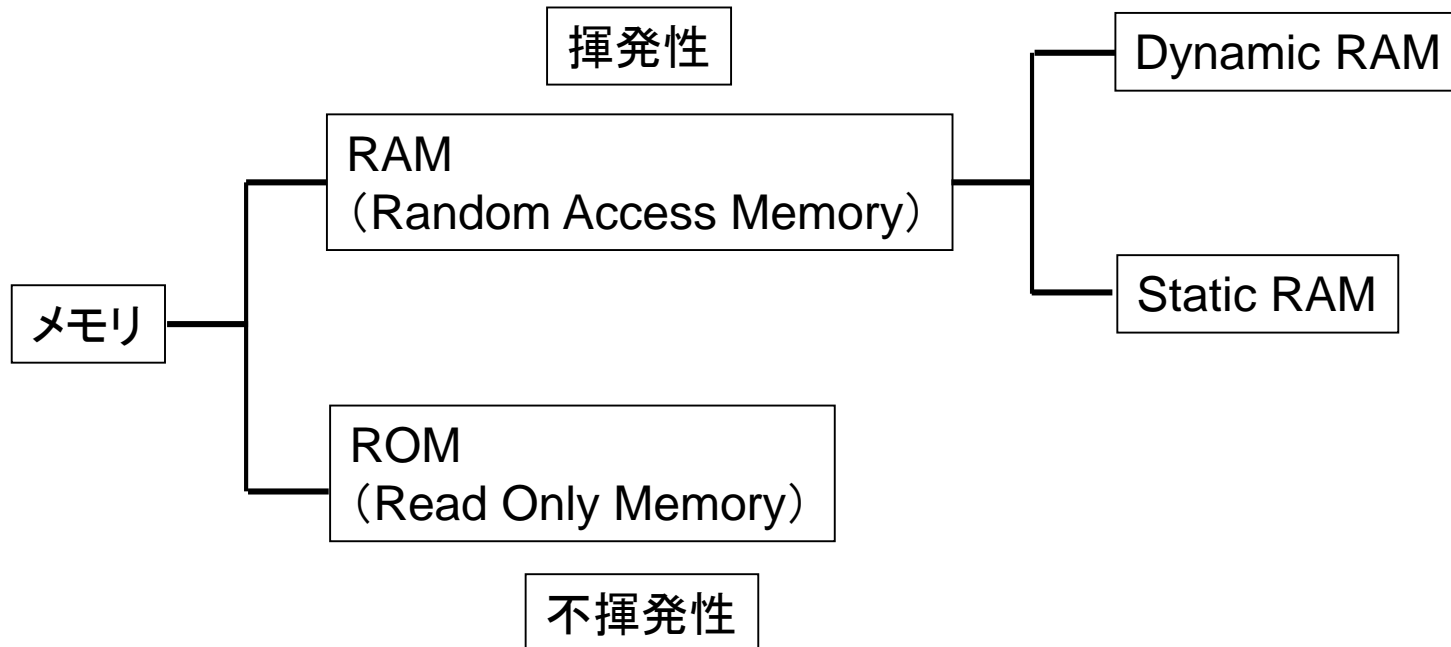 揮発性
Dynamic RAM
RAM
（Random Access Memory）
Static RAM
メモリ
ROM
（Read Only Memory）
不揮発性